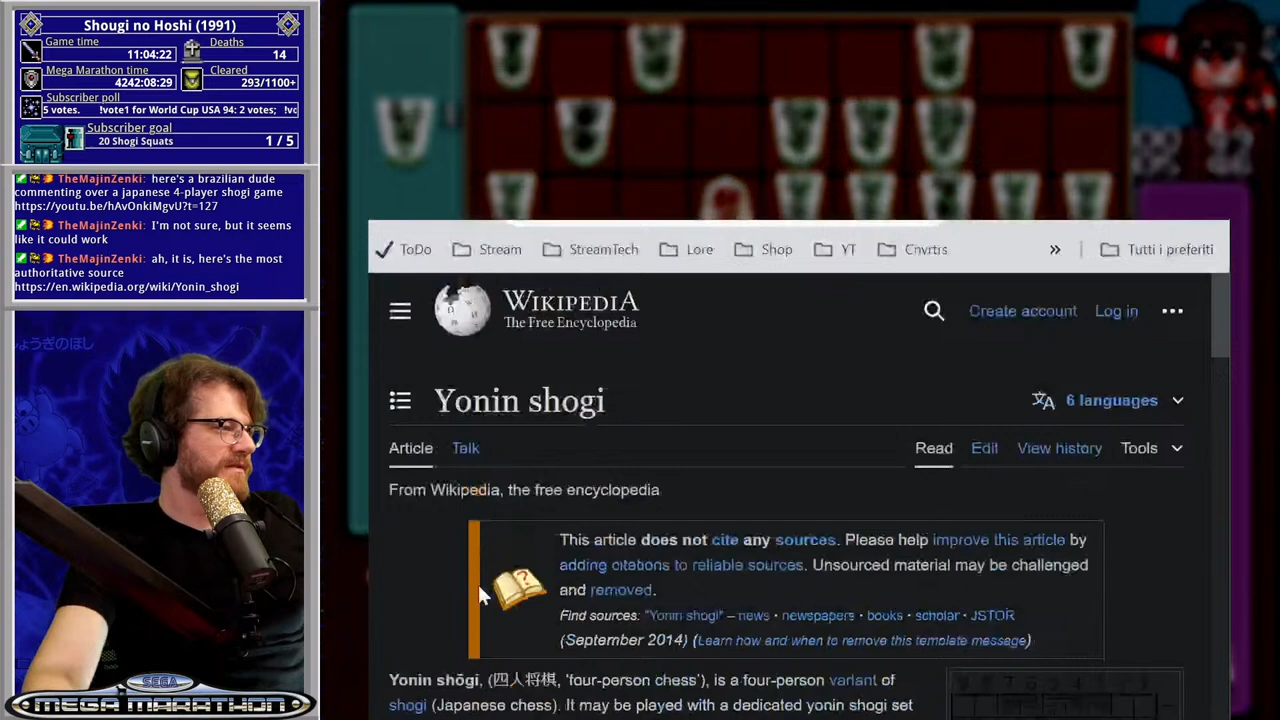 Shougi no Hoshi (1991)
Game time
11:04:22
Deaths
14
Mega Marathon time
4242:08:29
Cleared
293/1100+
Subscriber poll
5 votes. !vote1 for World Cup USA 94: 2 votes; !vc
Subscriber goal
20 Shogi Squats
1 / 5
TheMajinZenki: here's a brazilian dude
commenting over a japanese 4-player shogi game
https://youtu.be/hAvOnkiMgvU?t=127
TheMajinZenki: I'm not sure, but it seems
like it could work
TheMajinZenki: ah, it is, here's the most
authoritative source
https://en.wikipedia.org/wiki/Yonin_shogi
しょうぎのほし
SEGA
MEGA MARATHON
ToDo
Stream
StreamTech
Lore
Shop
YT
Cnvrtrs
»
Tutti i preferiti
WIKIPEDIA
The Free Encyclopedia
Create account
Log in
Yonin shogi
6 languages
Article
Talk
Read
Edit
View history
Tools
From Wikipedia, the free encyclopedia
This article does not cite any sources. Please help improve this article by
adding citations to reliable sources. Unsourced material may be challenged
and removed.
Find sources: "Yonin shogi" – news · newspapers · books · scholar · JSTOR
(September 2014) (Learn how and when to remove this template message)
Yonin shōgi, (四人将棋, 'four-person chess'), is a four-person variant of
shogi (Japanese chess). It may be played with a dedicated yonin shogi set